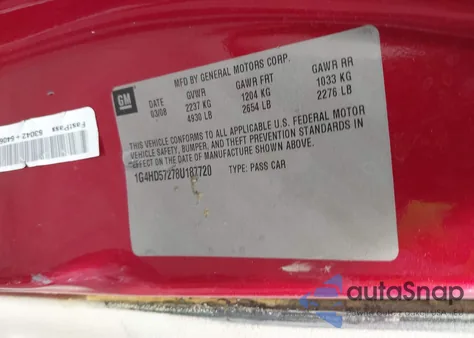 MFD BY GENERAL MOTORS CORP.
GM
DATE GVWR GAWR FRT GAWR RR
03/08 2237 KG 1204 KG 1033 KG
4930 LB 2654 LB 2276 LB
THIS VEHICLE CONFORMS TO ALL APPLICABLE U.S. FEDERAL MOTOR
VEHICLE SAFETY, BUMPER, AND THEFT PREVENTION STANDARDS IN
EFFECT ON THE DATE OF MANUFACTURE SHOWN ABOVE.
1G4HD57278U187720 TYPE: PASS CAR
FastPass
autoSnap